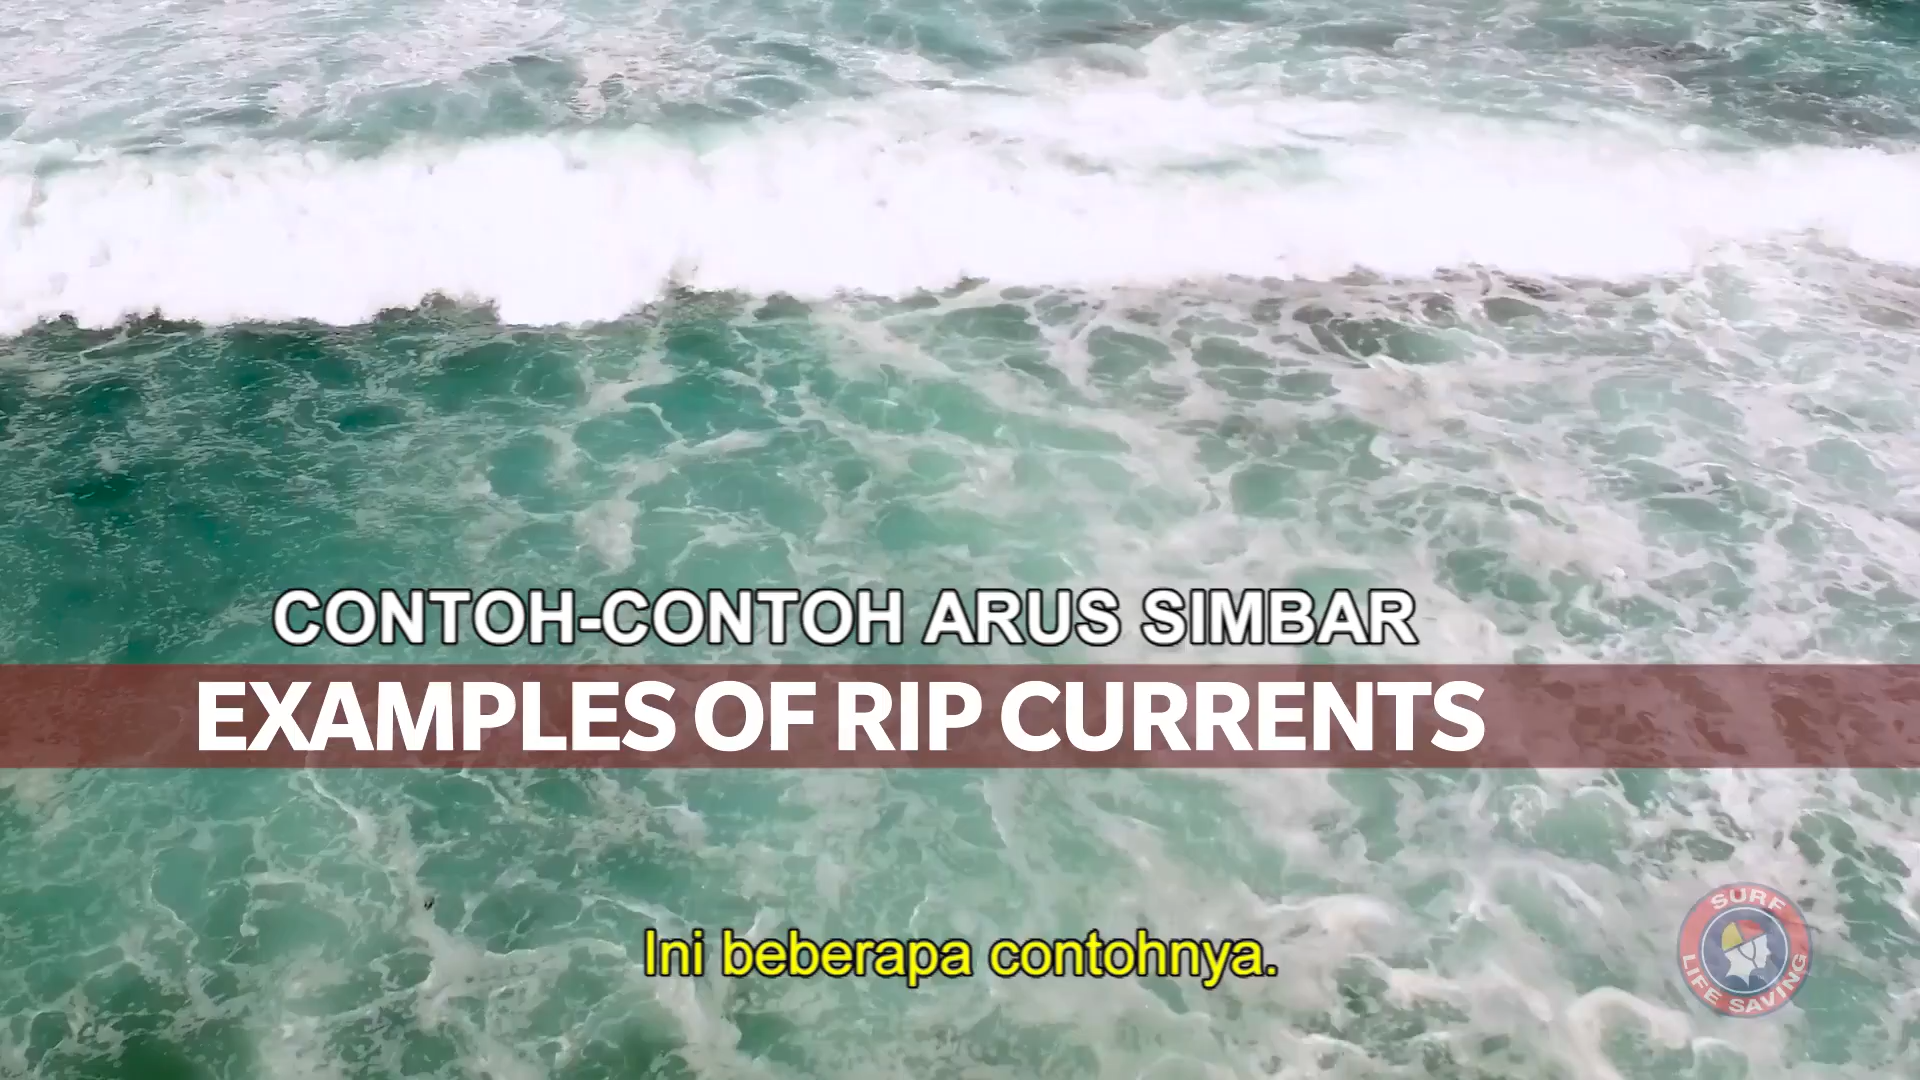 CONTOH-CONTOH ARUS SIMBAR
EXAMPLES OF RIP CURRENTS
Ini beberapa contohnya.
SURF
LIFE SAVING